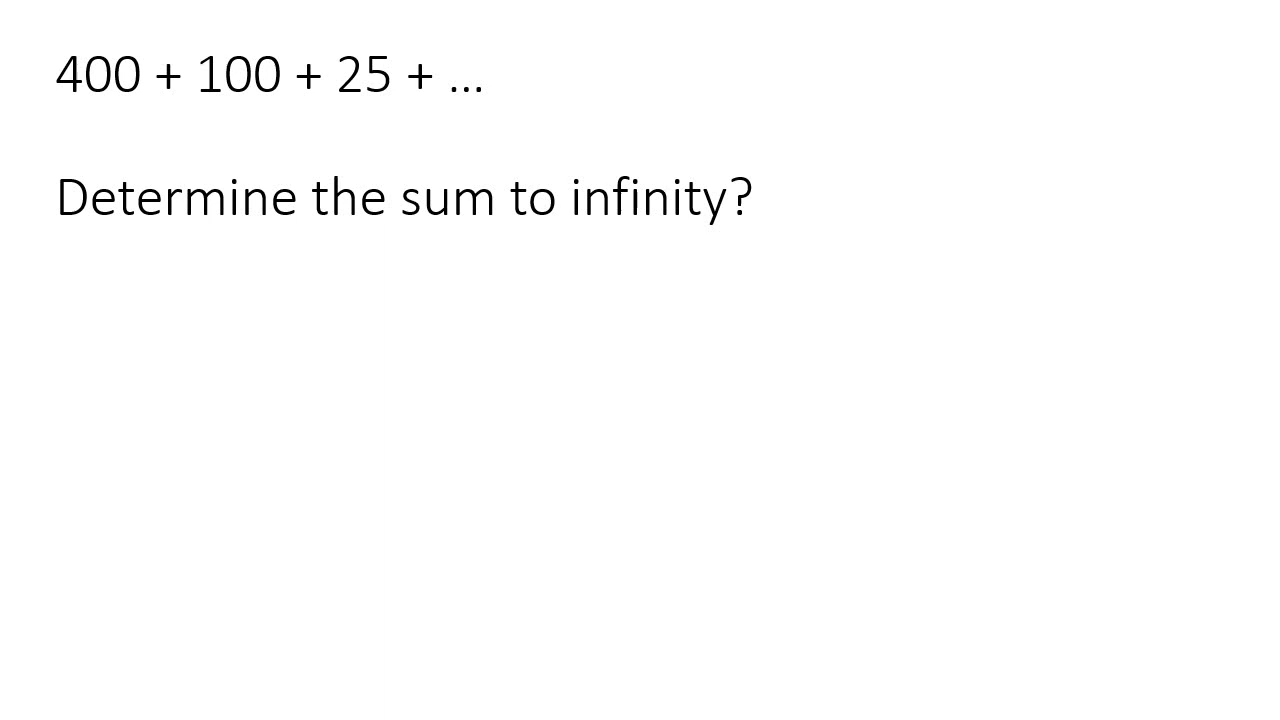 400 + 100 + 25 + …
Determine the sum to infinity?